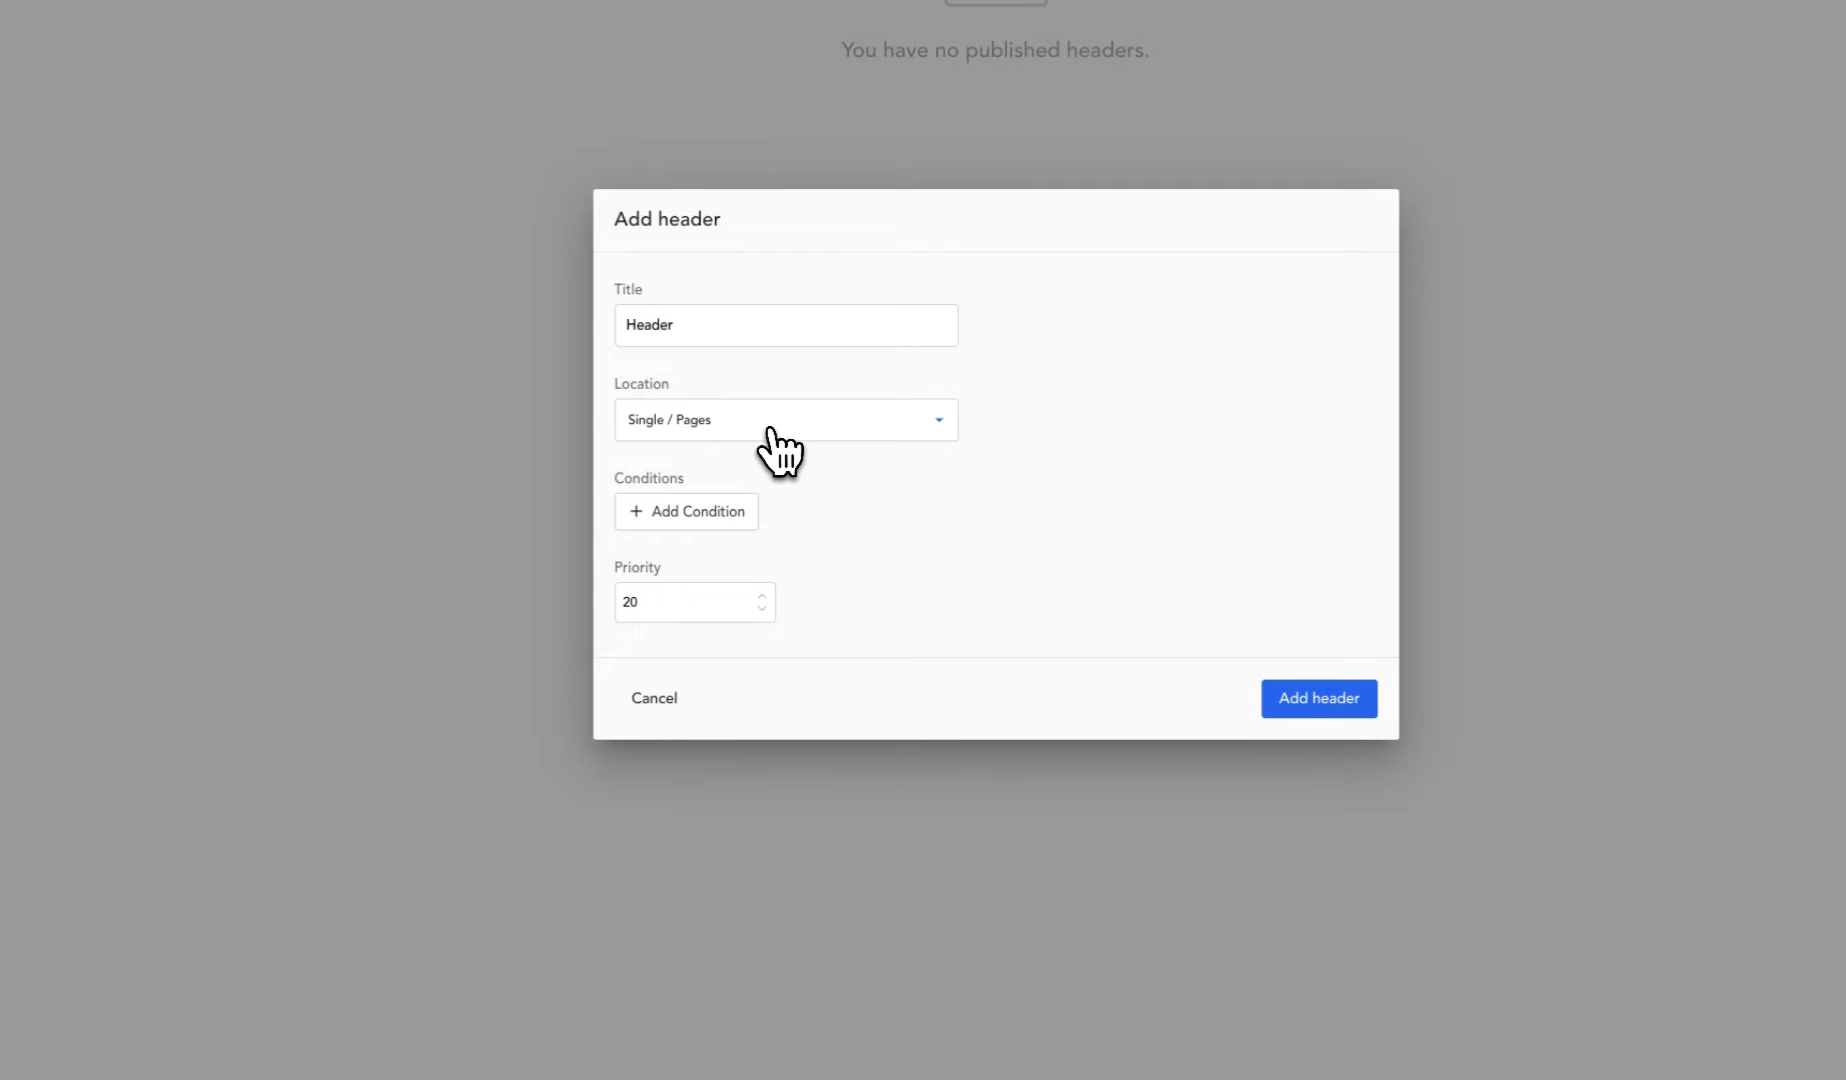 You have no published headers.
Add header
Title
Header
Location
Single / Pages
Conditions
+ Add Condition
Priority
20
Cancel
Add header